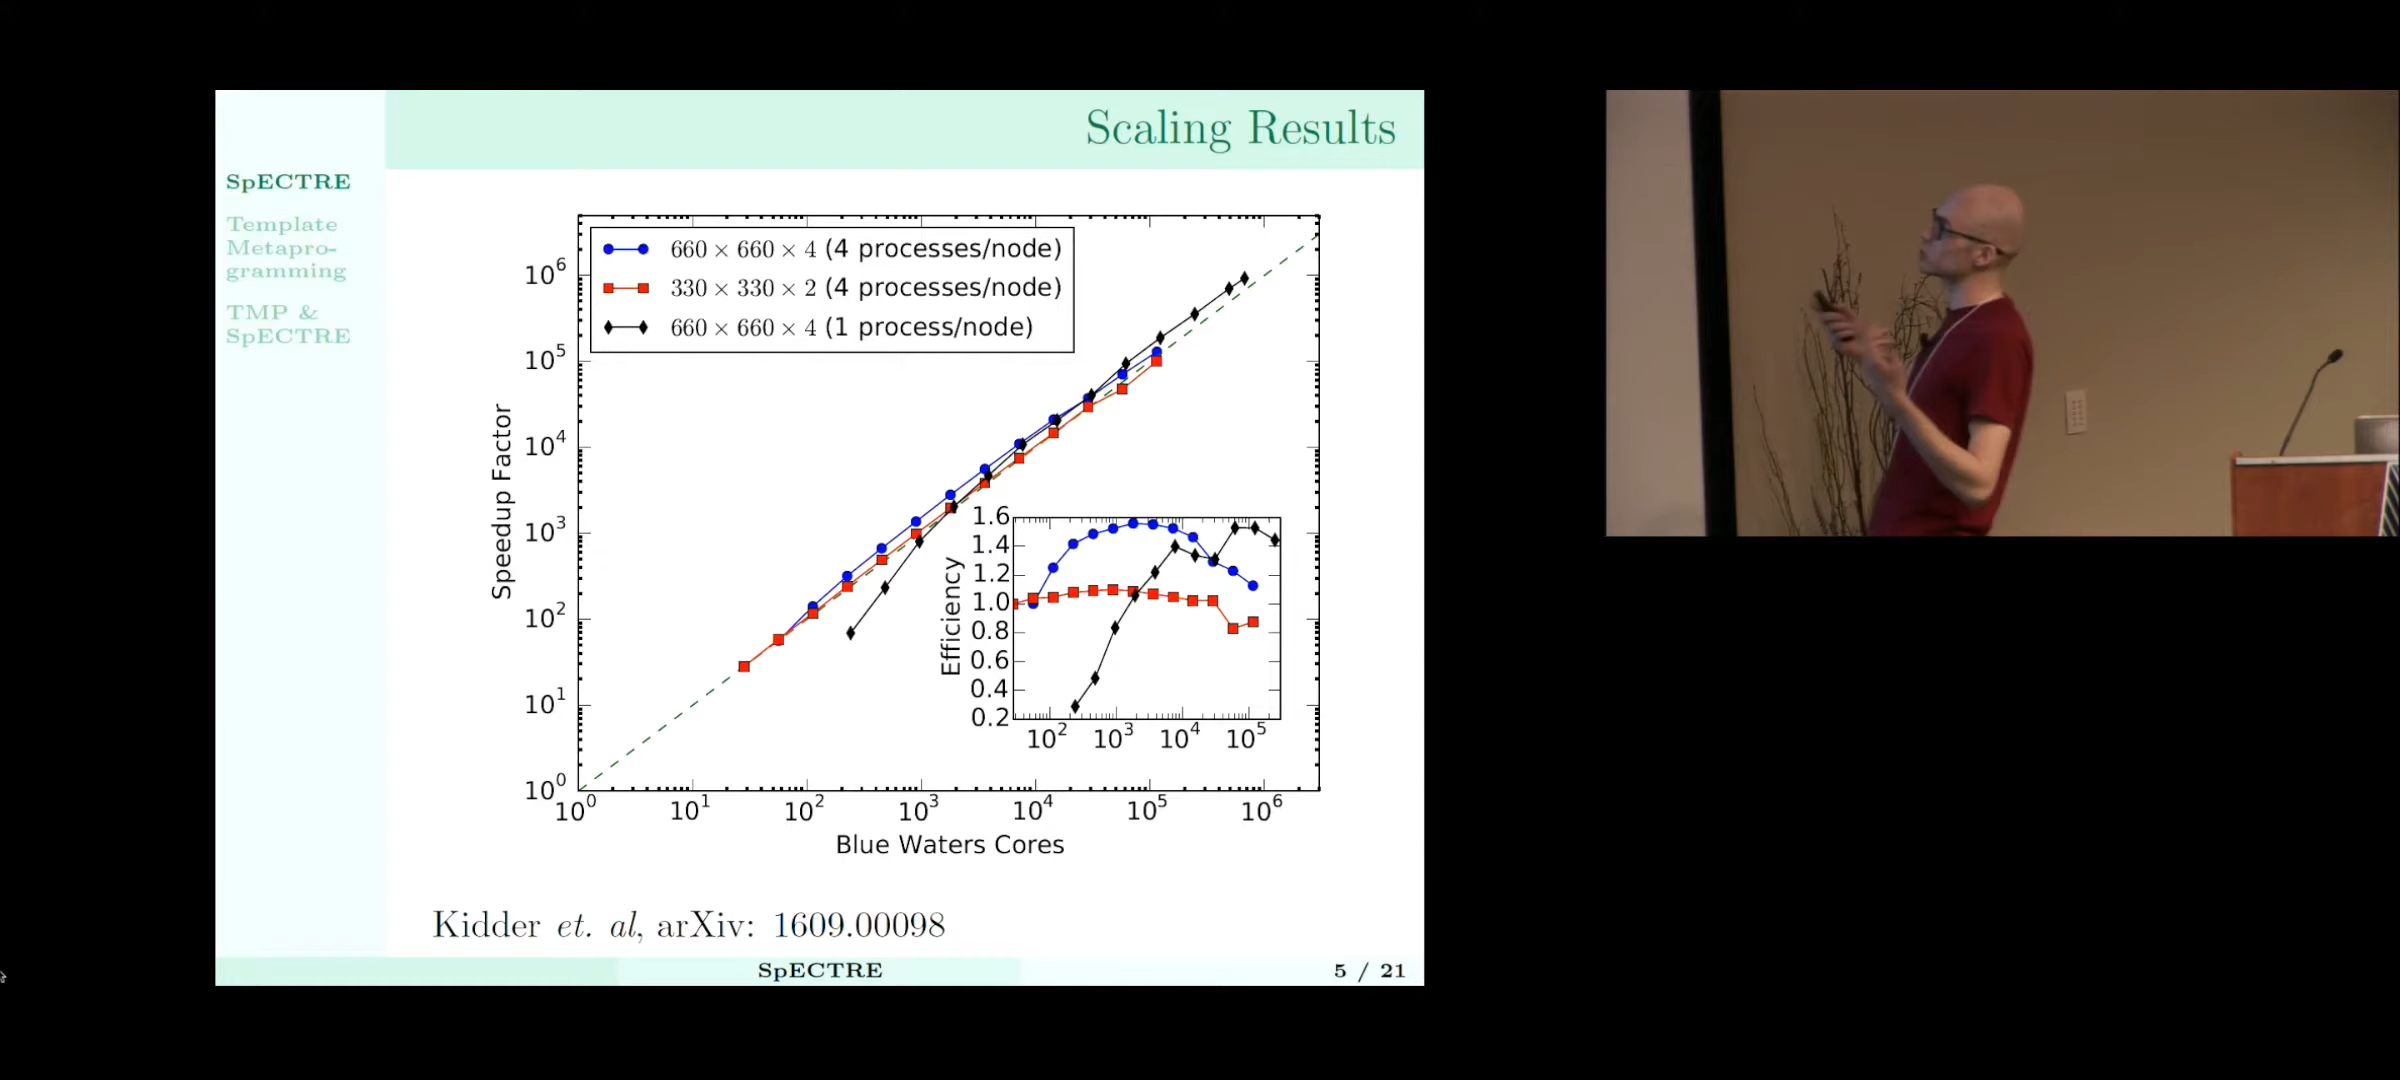 Scaling Results
SpECTRE
Template
Metapro-
gramming
TMP &
SpECTRE
660 × 660 × 4 (4 processes/node)
330 × 330 × 2 (4 processes/node)
660 × 660 × 4 (1 process/node)
Speedup Factor
10⁶
10⁵
10⁴
10³
10²
10¹
10⁰
Efficiency
1.6
1.4
1.2
1.0
0.8
0.6
0.4
0.2
10² 10³ 10⁴ 10⁵
10⁰ 10¹ 10² 10³ 10⁴ 10⁵ 10⁶
Blue Waters Cores
Kidder et. al, arXiv: 1609.00098
SpECTRE
5 / 21